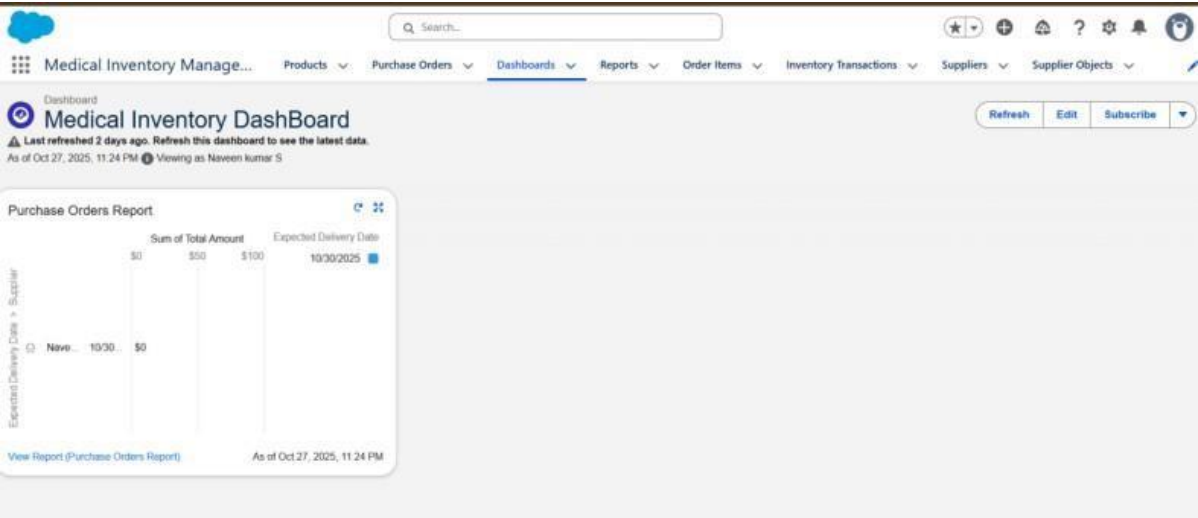 Search...
Medical Inventory Manage...
Products
Purchase Orders
Dashboards
Reports
Order Items
Inventory Transactions
Suppliers
Supplier Objects
Dashboard
Medical Inventory DashBoard
Last refreshed 2 days ago. Refresh this dashboard to see the latest data.
As of Oct 27, 2025, 11:24 PM Viewing as Naveen kumar S
Refresh
Edit
Subscribe
Purchase Orders Report
Sum of Total Amount
Expected Delivery Date
$0
$50
$100
10/30/2025
Expected Delivery Date > Supplier
Nave...
10/30...
$0
View Report (Purchase Orders Report)
As of Oct 27, 2025, 11:24 PM